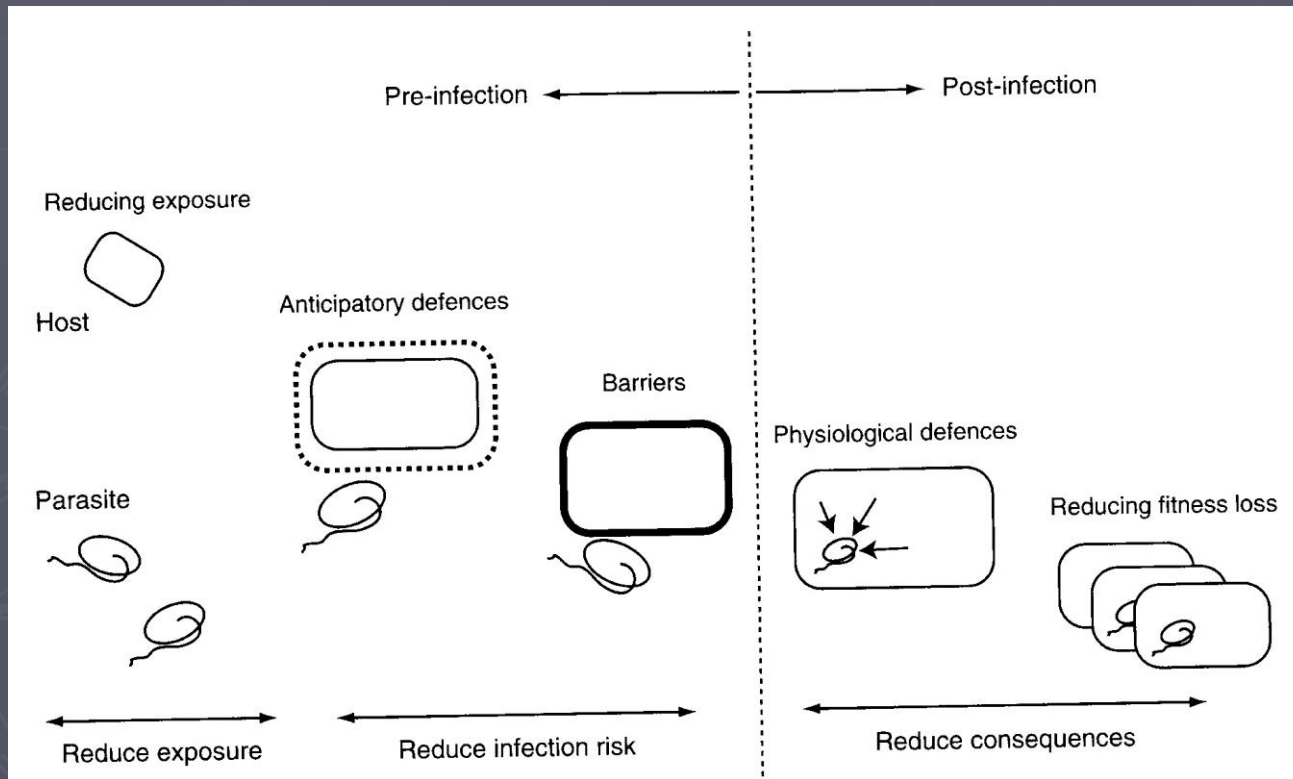 Pre-infection
Post-infection
Reducing exposure
Host
Anticipatory defences
Barriers
Physiological defences
Parasite
Reducing fitness loss
Reduce exposure
Reduce infection risk
Reduce consequences